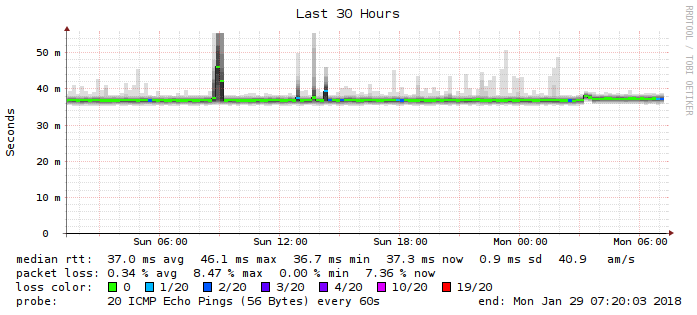 Last 30 Hours
RRDTOOL / TOBI OETIKER
Seconds
50 m
40 m
30 m
20 m
10 m
0
Sun 06:00 Sun 12:00 Sun 18:00 Mon 00:00 Mon 06:00
median rtt: 37.0 ms avg 46.1 ms max 36.7 ms min 37.3 ms now 0.9 ms sd 40.9 am/s
packet loss: 0.34 % avg 8.47 % max 0.00 % min 7.36 % now
loss color: 0 1/20 2/20 3/20 4/20 10/20 19/20
probe: 20 ICMP Echo Pings (56 Bytes) every 60s end: Mon Jan 29 07:20:03 2018